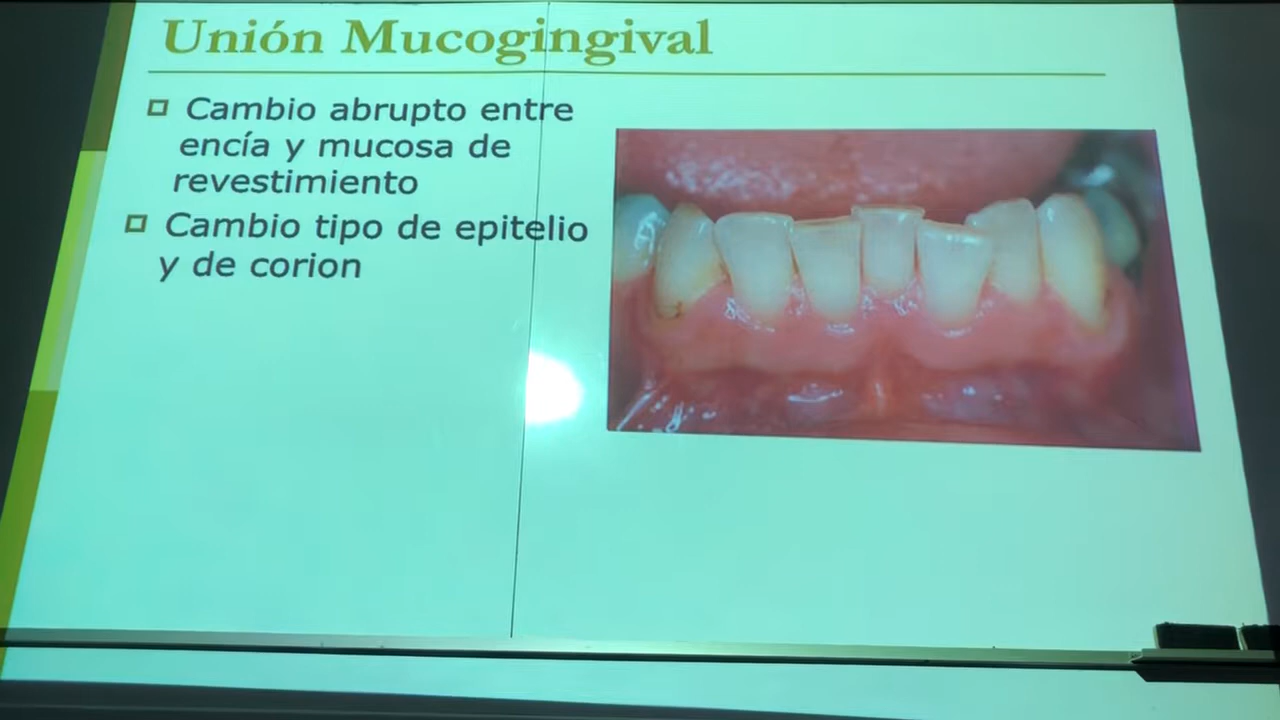 Unión Mucogingival
Cambio abrupto entre
encía y mucosa de
revestimiento
Cambio tipo de epitelio
y de corion